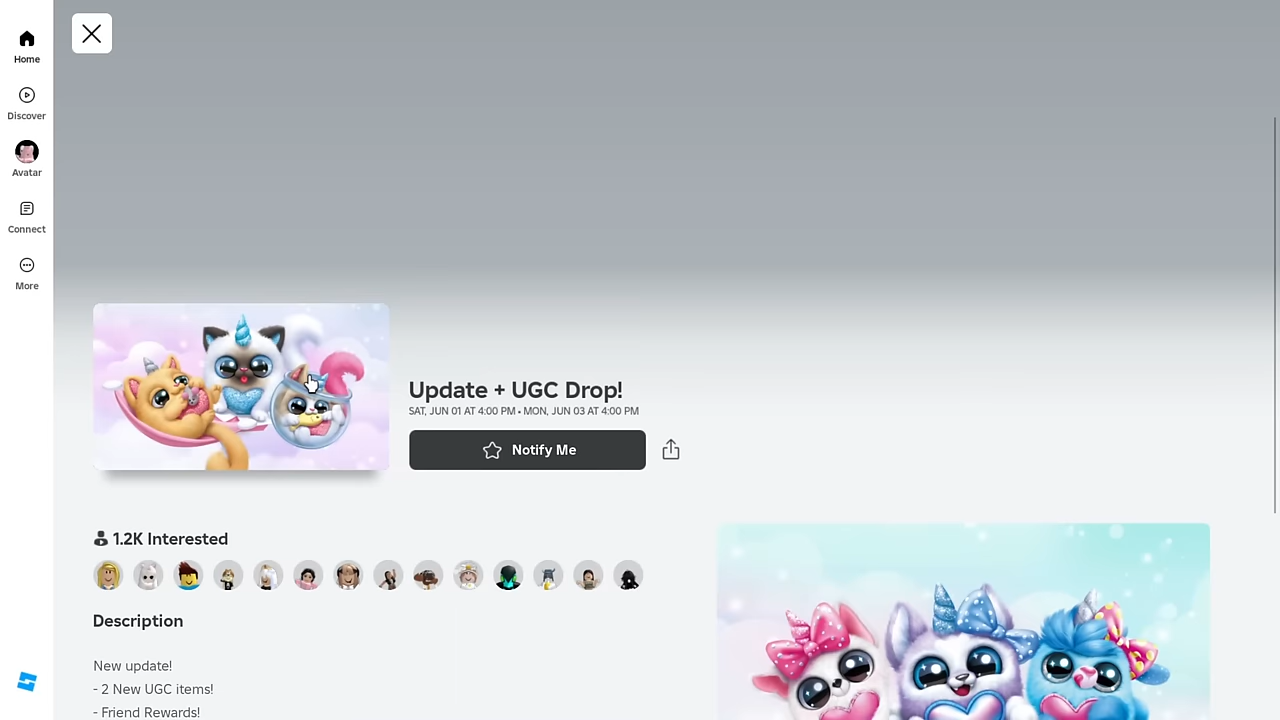 Home
Discover
Avatar
Connect
More
Update + UGC Drop!
SAT, JUN 01 AT 4:00 PM • MON, JUN 03 AT 4:00 PM
Notify Me
1.2K Interested
Description
New update!
- 2 New UGC items!
- Friend Rewards!